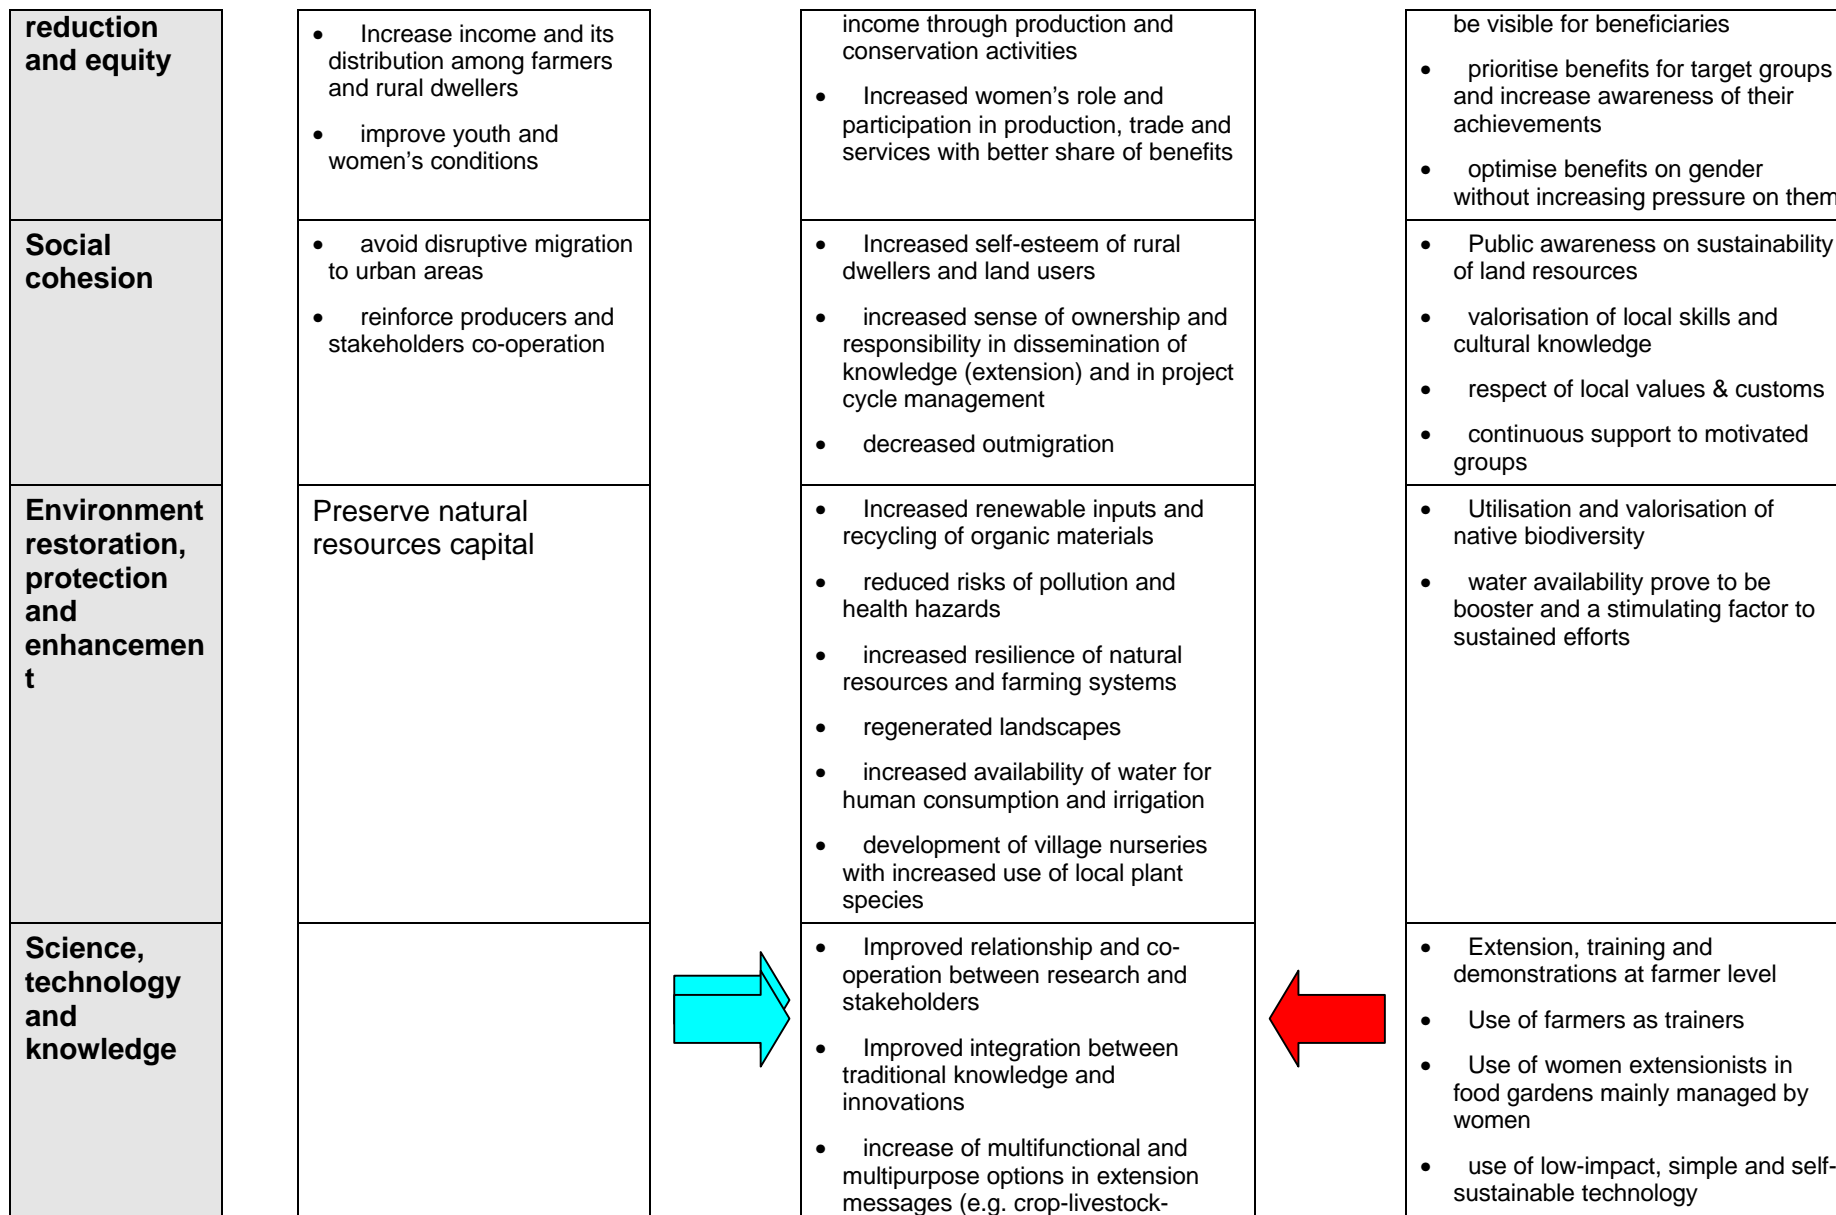 reduction
and equity
• Increase income and its
distribution among farmers
and rural dwellers
• improve youth and
women's conditions
income through production and
conservation activities
• Increased women's role and
participation in production, trade and
services with better share of benefits
be visible for beneficiaries
• prioritise benefits for target groups
and increase awareness of their
achievements
• optimise benefits on gender
without increasing pressure on them
Social
cohesion
• avoid disruptive migration
to urban areas
• reinforce producers and
stakeholders co-operation
• Increased self-esteem of rural
dwellers and land users
• increased sense of ownership and
responsibility in dissemination of
knowledge (extension) and in project
cycle management
• decreased outmigration
• Public awareness on sustainability
of land resources
• valorisation of local skills and
cultural knowledge
• respect of local values & customs
• continuous support to motivated
groups
Environment
restoration,
protection
and
enhancemen
t
Preserve natural
resources capital
• Increased renewable inputs and
recycling of organic materials
• reduced risks of pollution and
health hazards
• increased resilience of natural
resources and farming systems
• regenerated landscapes
• increased availability of water for
human consumption and irrigation
• development of village nurseries
with increased use of local plant
species
• Utilisation and valorisation of
native biodiversity
• water availability prove to be
booster and a stimulating factor to
sustained efforts
Science,
technology
and
knowledge
• Improved relationship and co-
operation between research and
stakeholders
• Improved integration between
traditional knowledge and
innovations
• increase of multifunctional and
multipurpose options in extension
messages (e.g. crop-livestock-
• Extension, training and
demonstrations at farmer level
• Use of farmers as trainers
• Use of women extensionists in
food gardens mainly managed by
women
• use of low-impact, simple and self-
sustainable technology